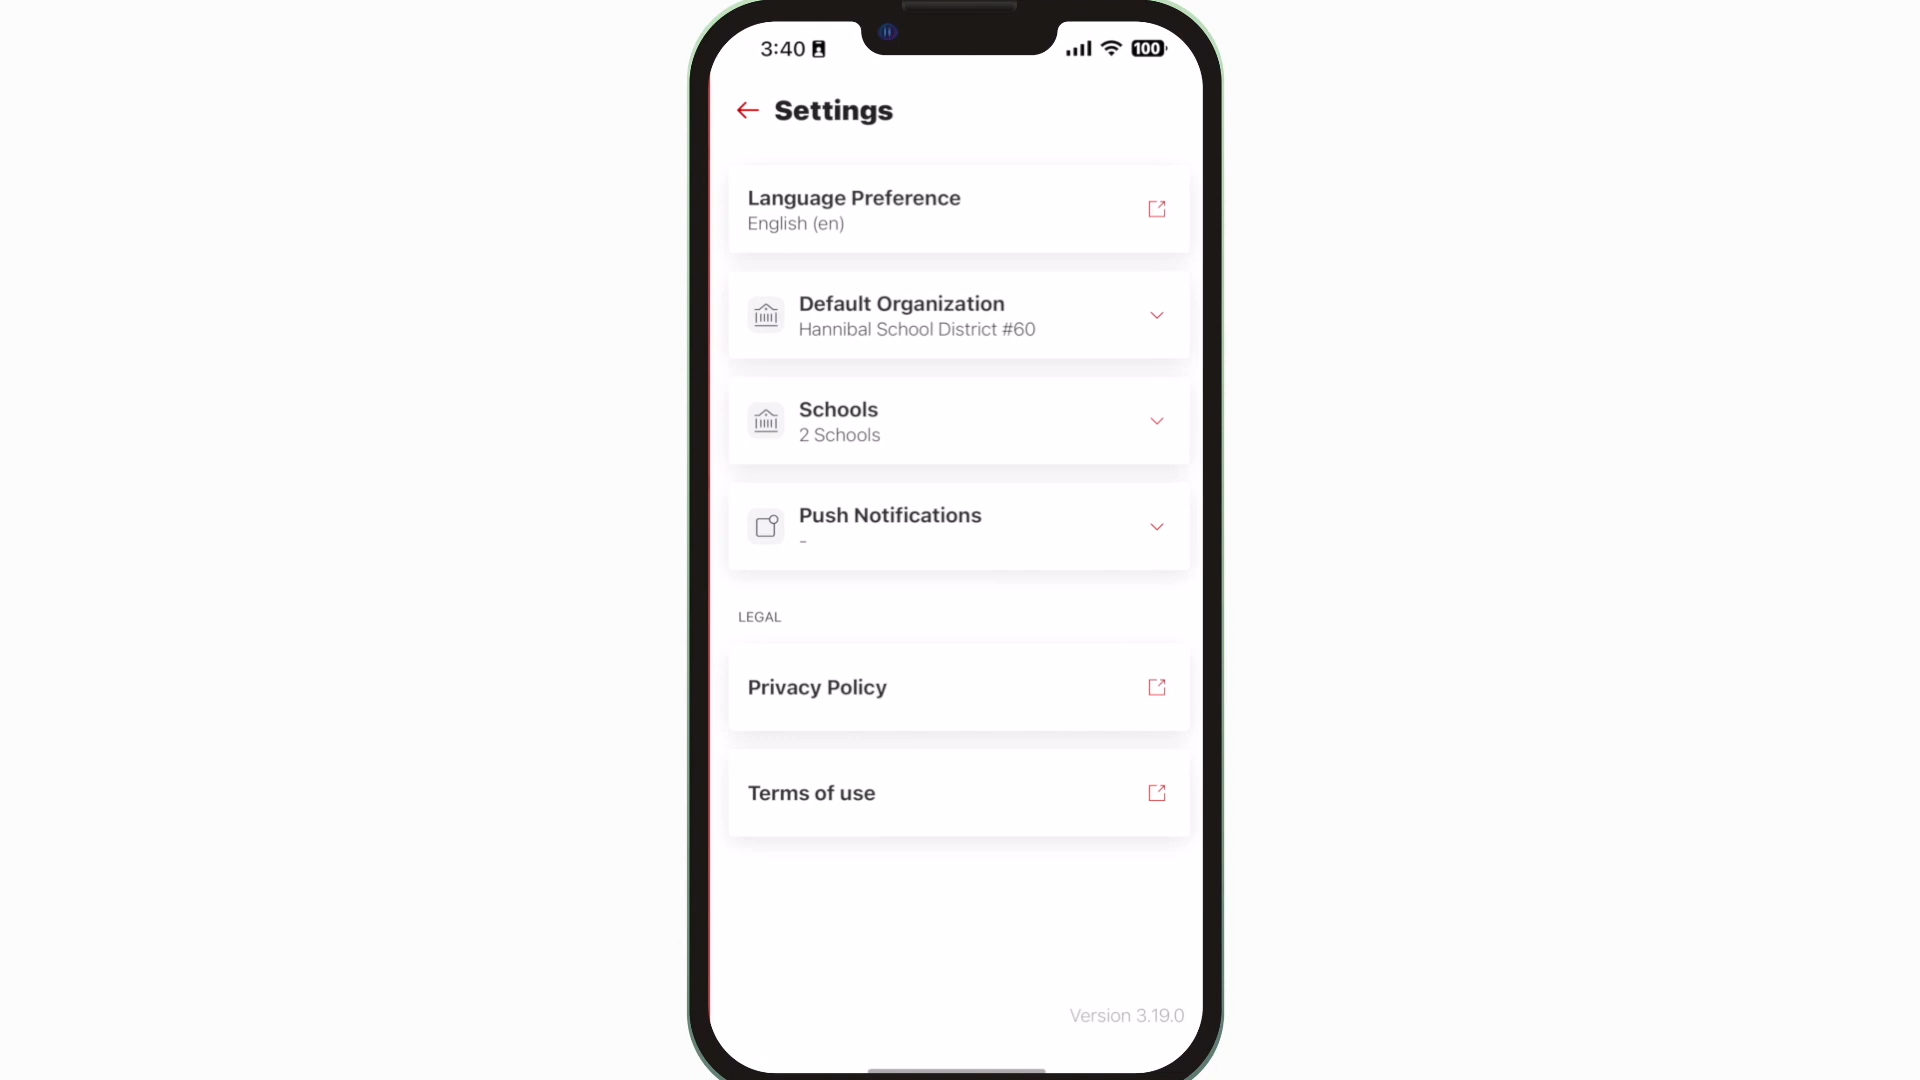 3:40
100
Settings
Language Preference
English (en)
Default Organization
Hannibal School District #60
Schools
2 Schools
Push Notifications
-
LEGAL
Privacy Policy
Terms of use
Version 3.19.0